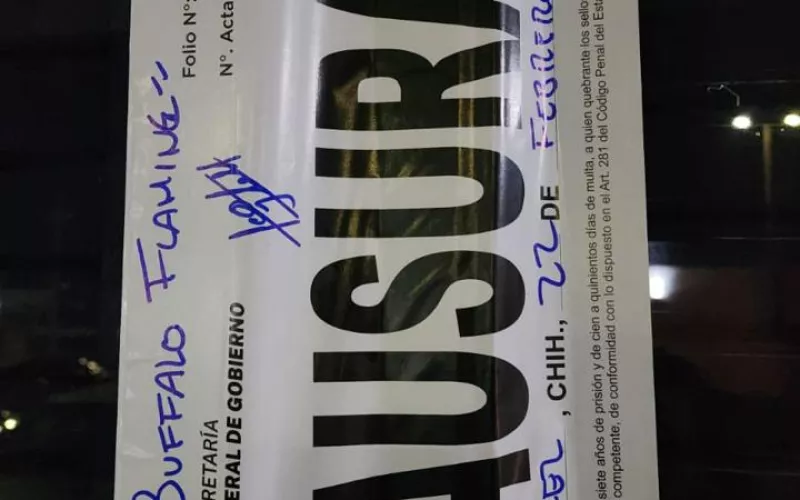 BUFFALO FLAMING"
Folio N°:
N°. Acta
RETARÍA
ERAL DE GOBIERNO
AUSURA
, CHIH., 22 DE FEBRER
siete años de prisión y de cien a quinientos días de multa, a quien quebrante los sello
competente, de conformidad con lo dispuesto en el Art. 281 del Código Penal del Esta